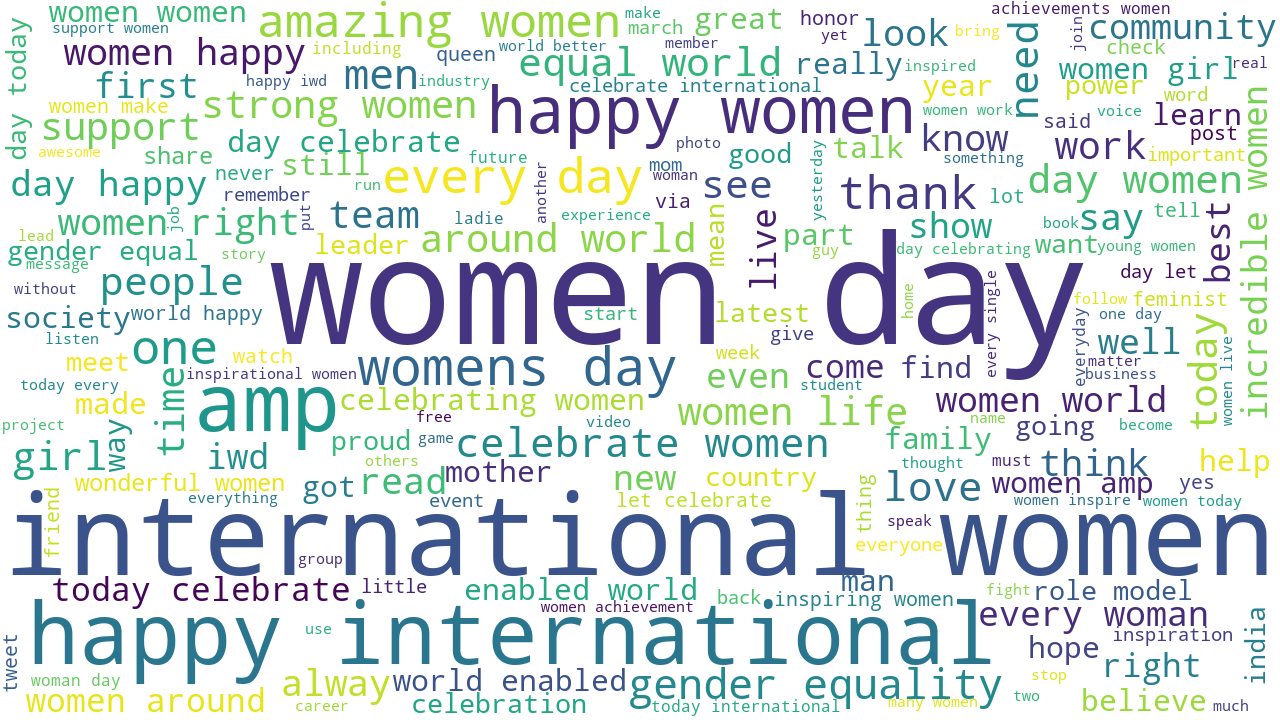 women women
amazing women
make
march
great
honor
yet
achievements women
look
bring
join
community
support women
women happy
including
queen
world better
member
equal world
really
inspired
need
check
women girl
real
day today
first
happy iwd
men
industry
celebrate international
year
power
word
women make
strong women
happy women
women work
said
voice
learn
support
day celebrate
photo
know
post
work
important
awesome
share
never
still
future
mom
good
talk
something
incredible women
day happy
remember
run
every day
another
woman
see
yesterday
thank
lot
day women
women right
job
put
team
ladie
experience
via
mean
live
part
show
book
say
tell
best
lead
gender equal
story
leader
around world
guy
day celebrating
want
young women
message
without
people
women day
home
every single
day let
follow
feminist
society
world happy
start
latest
give
one day
everyday
well
today
women live
listen
one
meet
watch
womens day
week
come
find
matter
business
today every
inspirational women
time
amp
even
student
made
celebrating women
women life
women world
project
way
free
game
video
name
going
become
girl
iwd
proud
others
celebrate women
family
thought
must
think
help
wonderful women
got
read
mother
new
country
thing
love
women amp
yes
friend
everything
event
let celebrate
speak
women inspire
women today
international women
group
everyone
today celebrate
little
enabled world
man
back
inspiring women
fight
role model
women achievement
happy international
every woman
use
hope
inspiration
india
tweet
woman day
alway
world enabled
gender equality
right
stop
women around
career
celebration
today international
many women
two
believe
much